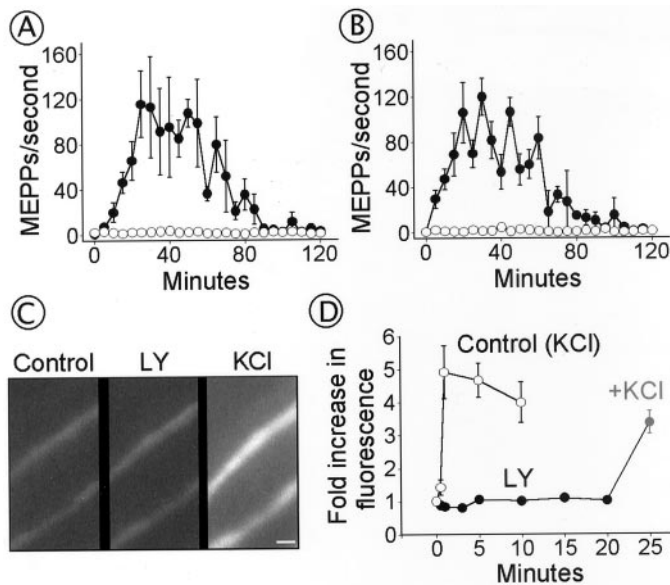 A
B
160
120
80
40
0
MEPPs/second
0 40 80 120
Minutes
160
120
80
40
0
MEPPs/second
0 40 80 120
Minutes
C
Control LY KCl
D
6
5
4
3
2
1
0
Fold increase in
fluorescence
Control (KCl)
+KCl
LY
0 5 10 15 20 25
Minutes